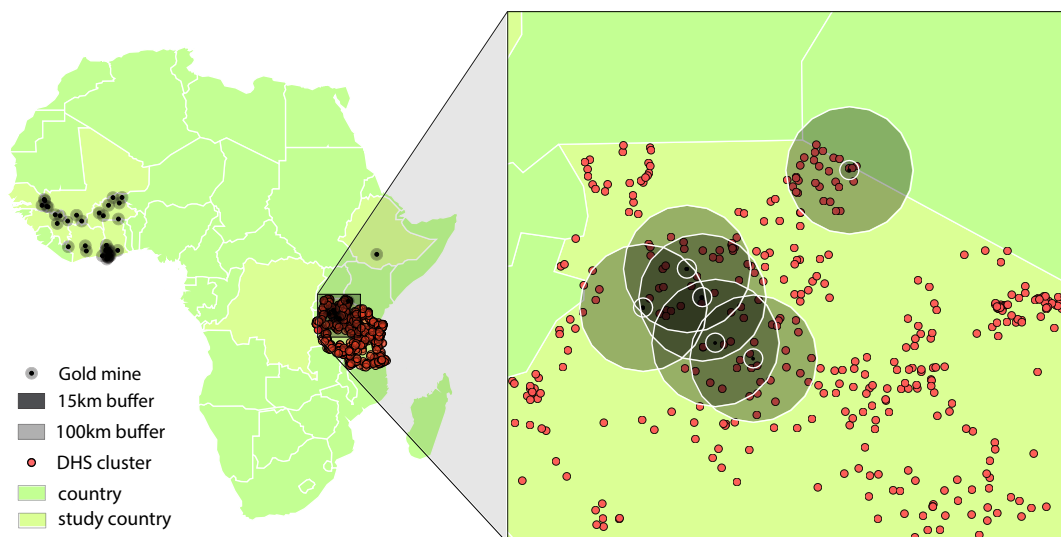 Gold mine
15km buffer
100km buffer
DHS cluster
country
study country